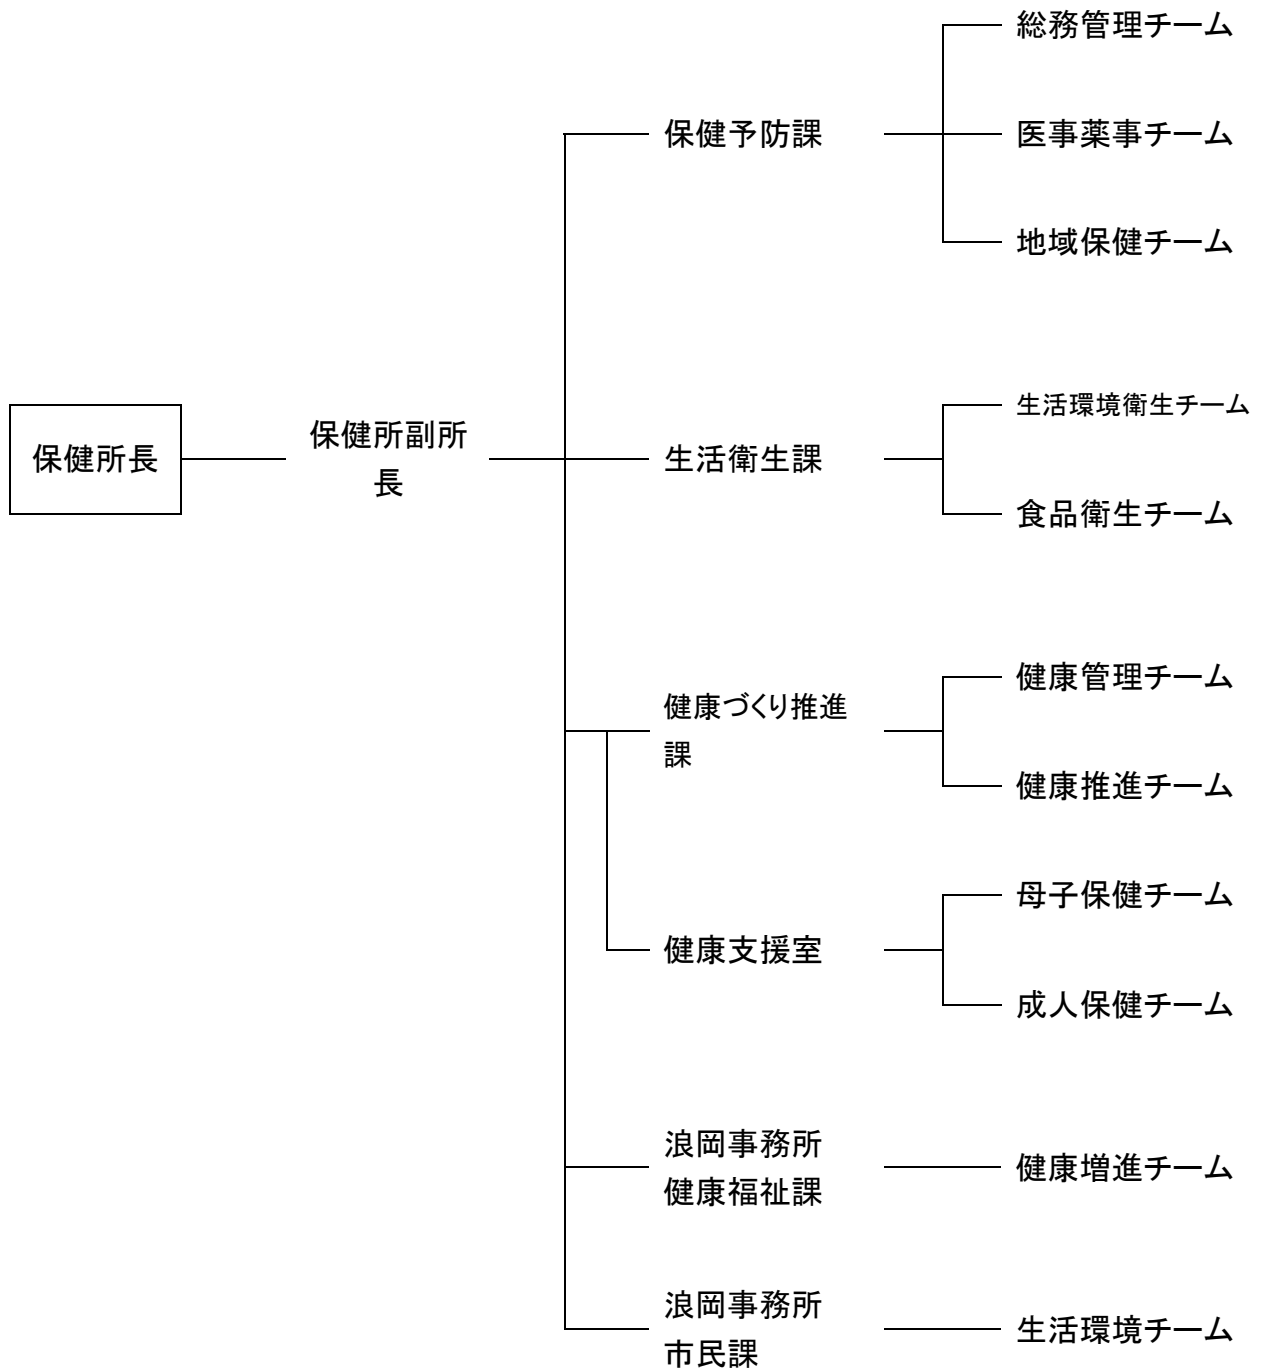 保健所長
保健所副所
長
保健予防課
総務管理チーム
医事薬事チーム
地域保健チーム
生活衛生課
生活環境衛生チーム
食品衛生チーム
健康づくり推進
課
健康管理チーム
健康推進チーム
健康支援室
母子保健チーム
成人保健チーム
浪岡事務所
健康福祉課
健康増進チーム
浪岡事務所
市民課
生活環境チーム